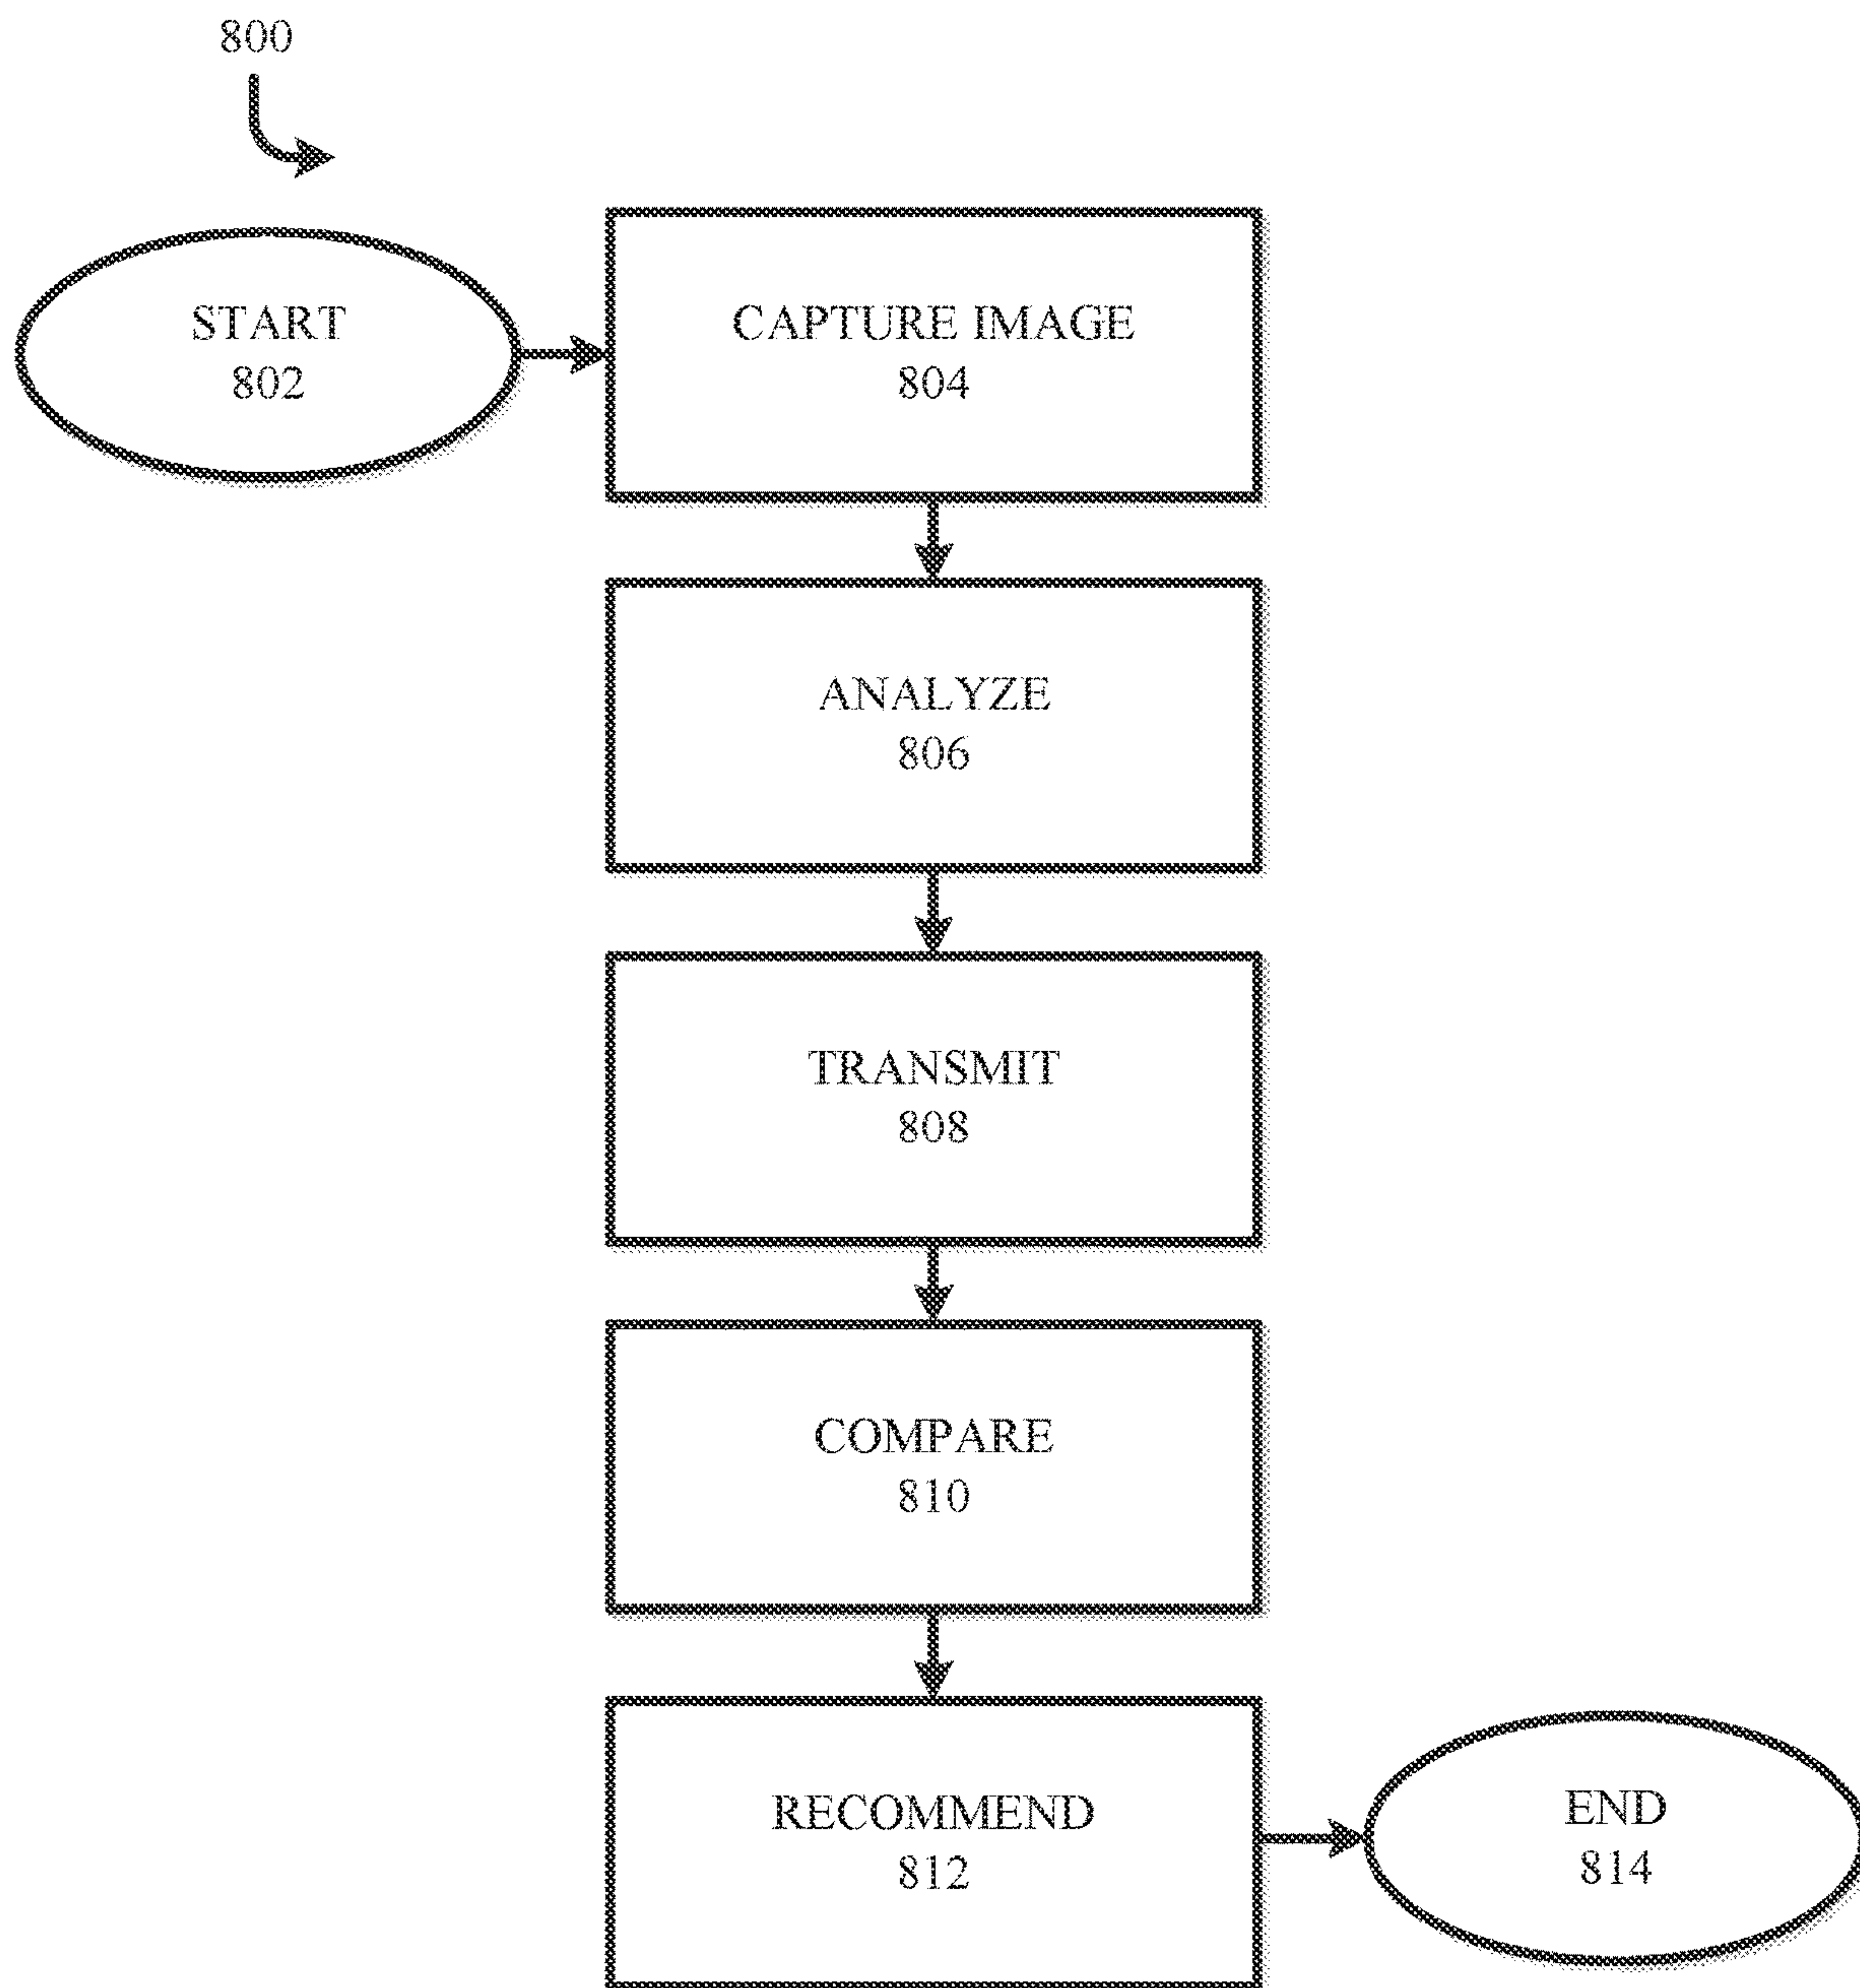 800
START
802
CAPTURE IMAGE
804
ANALYZE
806
TRANSMIT
808
COMPARE
810
RECOMMEND
812
END
814